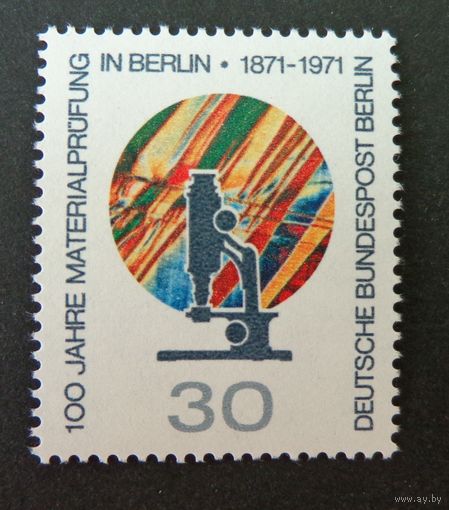 100 JAHRE MATERIALPRÜFUNG
IN BERLIN • 1871-1971
DEUTSCHE BUNDESPOST BERLIN
30
www.ay.by